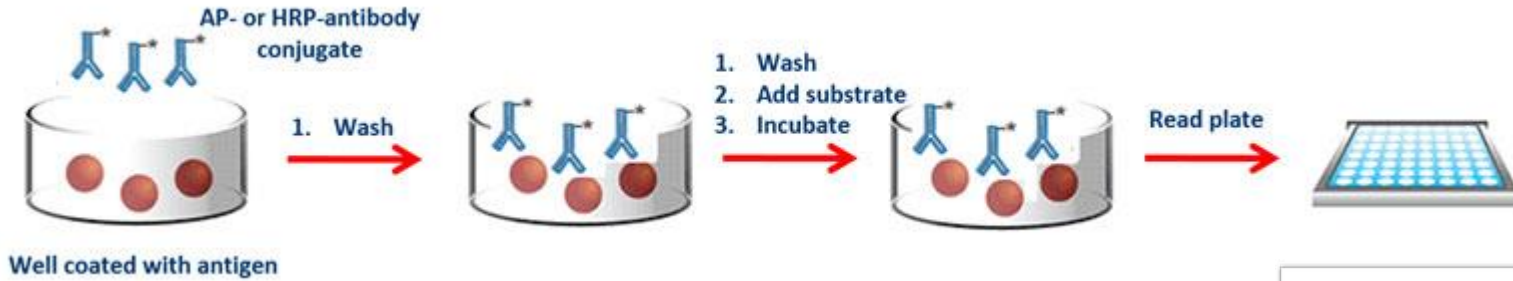 AP- or HRP-antibody
conjugate
1. Wash
1. Wash
2. Add substrate
3. Incubate
Read plate
Well coated with antigen